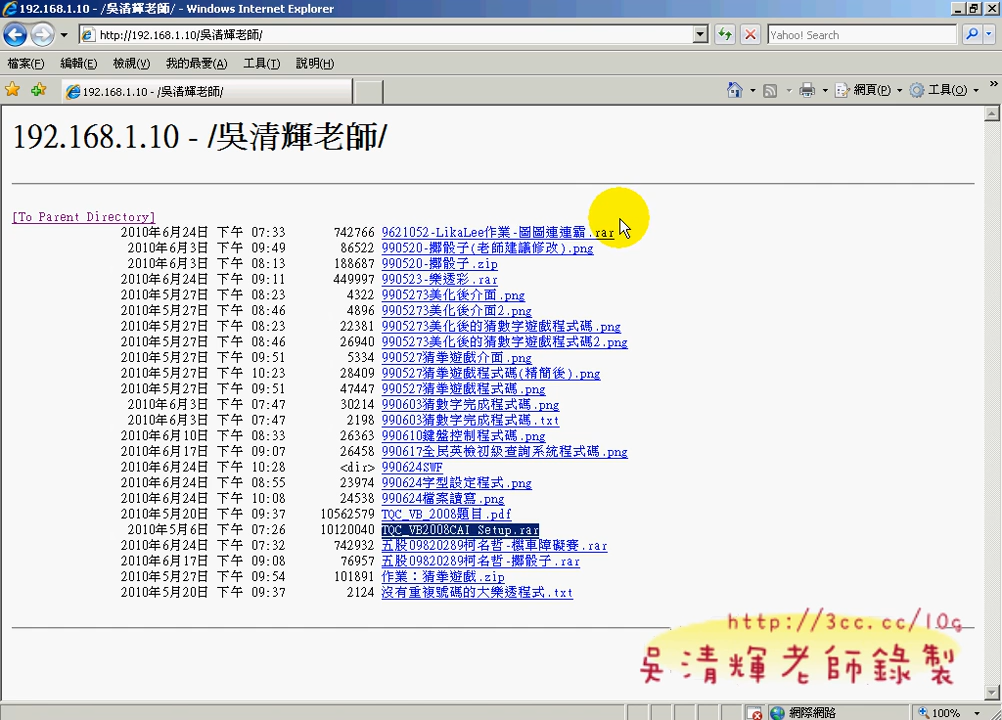 192.168.1.10 - /吳清輝老師/ - Windows Internet Explorer
http://192.168.1.10/吳清輝老師/
Yahoo! Search
檔案(F) 編輯(E) 檢視(V) 我的最愛(A) 工具(T) 說明(H)
192.168.1.10 - /吳清輝老師/
網頁(P) 工具(O)
192.168.1.10 - /吳清輝老師/
[To Parent Directory]
2010年6月24日 下午 07:33 742766 9621052-LikaLee作業-圖圖連連霸.rar
2010年6月3日 下午 09:49 86522 990520-擲骰子(老師建議修改).png
2010年6月3日 下午 08:13 188687 990520-擲骰子.zip
2010年6月24日 下午 09:11 449997 990523-樂透彩.rar
2010年5月27日 下午 08:23 4322 9905273美化後介面.png
2010年5月27日 下午 08:46 4896 9905273美化後介面2.png
2010年5月27日 下午 08:23 22381 9905273美化後的猜數字遊戲程式碼.png
2010年5月27日 下午 08:46 26940 9905273美化後的猜數字遊戲程式碼2.png
2010年5月27日 下午 09:51 5334 990527猜拳遊戲介面.png
2010年5月27日 下午 10:23 28409 990527猜拳遊戲程式碼(精簡後).png
2010年5月27日 下午 09:51 47447 990527猜拳遊戲程式碼.png
2010年6月3日 下午 07:47 30214 990603猜數字完成程式碼.png
2010年6月3日 下午 07:47 2198 990603猜數字完成程式碼.txt
2010年6月10日 下午 08:33 26363 990610鍵盤控制程式碼.png
2010年6月17日 下午 09:07 26458 990617全民英檢初級查詢系統程式碼.png
2010年6月24日 下午 10:28 <dir> 990624SWF
2010年6月24日 下午 08:55 23974 990624字型設定程式.png
2010年6月24日 下午 10:08 24538 990624檔案讀寫.png
2010年5月20日 下午 09:37 10562579 TQC_VB_2008題目.pdf
2010年5月6日 下午 07:26 10120040 TQC_VB2008CAI_Setup.rar
2010年6月24日 下午 07:32 742932 五股09820289柯名哲-機車障礙賽.rar
2010年6月17日 下午 09:08 76957 五股09820289柯名哲-擲骰子.rar
2010年5月27日 下午 09:54 101891 作業：猜拳遊戲.zip
2010年5月20日 下午 09:37 2124 沒有重複號碼的大樂透程式.txt
http://3cc.cc/10g
吳清輝老師錄製
網際網路 100%